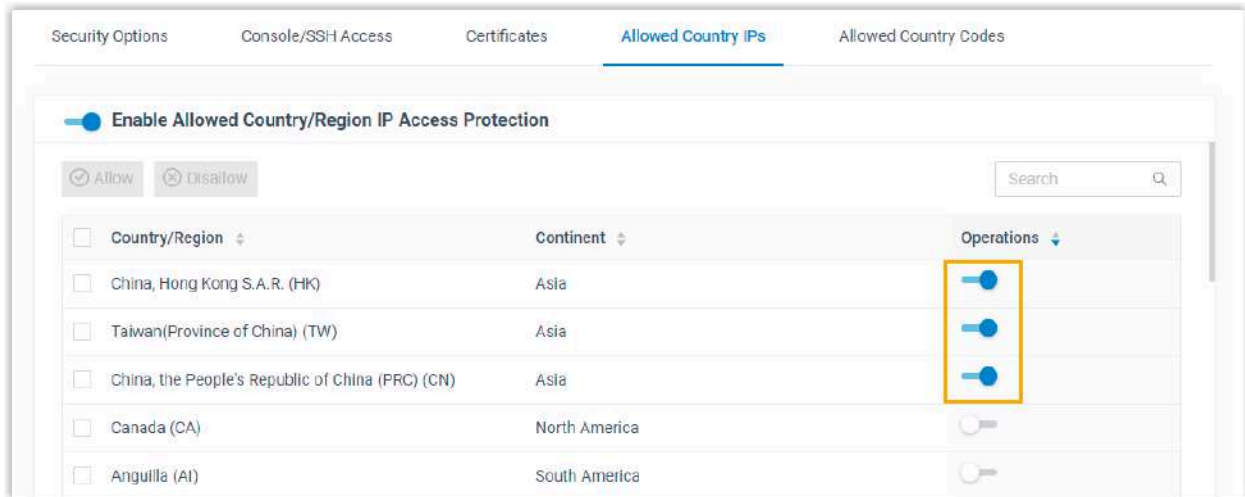 Security Options Console/SSH Access Certificates Allowed Country IPs Allowed Country Codes
Enable Allowed Country/Region IP Access Protection
Allow Disallow Search
Country/Region Continent Operations
China, Hong Kong S.A.R. (HK) Asia
Taiwan(Province of China) (TW) Asia
China, the People's Republic of China (PRC) (CN) Asia
Canada (CA) North America
Anguilla (AI) South America